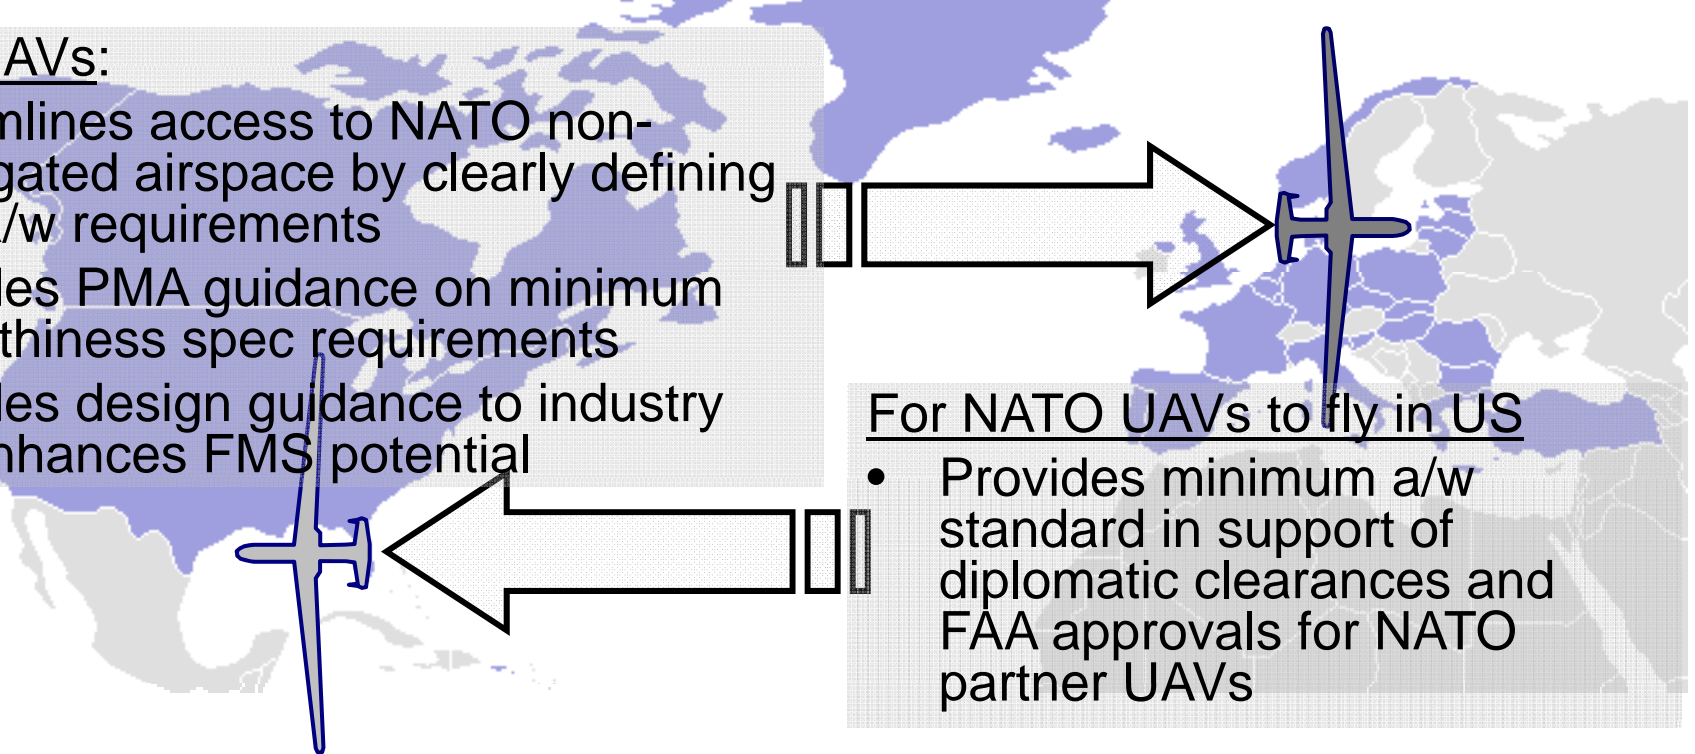 AVs:
mlines access to NATO non-
gated airspace by clearly defining
a/w requirements
les PMA guidance on minimum
thiness spec requirements
les design guidance to industry
nhances FMS potential
For NATO UAVs to fly in US
• Provides minimum a/w
standard in support of
diplomatic clearances and
FAA approvals for NATO
partner UAVs